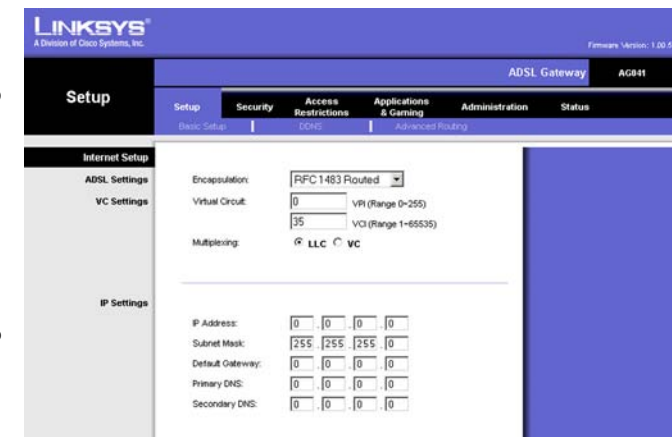 LINKSYS®
A Division of Cisco Systems, Inc.
Firmware Version: 1.00.5
ADSL Gateway AG041
Setup
Setup Security Access Restrictions Applications & Gaming Administration Status
Basic Setup | DDNS | Advanced Routing
Internet Setup
ADSL Settings Encapsulation: RFC 1483 Routed
VC Settings Virtual Circuit: 0 VPI (Range 0~255)
35 VCI (Range 1~65535)
Multiplexing: LLC VC
IP Settings
IP Address: 0 . 0 . 0 . 0
Subnet Mask: 255 . 255 . 255 . 0
Default Gateway: 0 . 0 . 0 . 0
Primary DNS: 0 . 0 . 0 . 0
Secondary DNS: 0 . 0 . 0 . 0